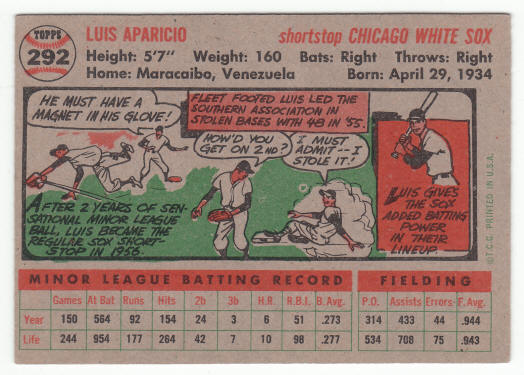 TOPPS
292
LUIS APARICIO shortstop CHICAGO WHITE SOX
Height: 5'7" Weight: 160 Bats: Right Throws: Right
Home: Maracaibo, Venezuela Born: April 29, 1934
HE MUST HAVE A
MAGNET IN HIS GLOVE!
FLEET FOOTED LUIS LED THE
SOUTHERN ASSOCIATION IN
STOLEN BASES WITH 48 IN '55.
HOW'D YOU
GET ON 2ND?
I MUST
ADMIT-- I
STOLE IT!
AFTER 2 YEARS OF SEN-
SATIONAL MINOR LEAGUE
BALL, LUIS BECAME THE
REGULAR SOX SHORT-
STOP IN 1956.
LUIS GIVES
THE SOX
ADDED BATTING
POWER
IN THEIR
LINEUP.
© T.C.G. PRINTED IN U.S.A.
MINOR LEAGUE BATTING RECORD FIELDING
Games At Bat Runs Hits 2b 3b H.R. R.B.I. B. Avg. P.O. Assists Errors F. Avg.
Year 150 564 92 154 24 3 6 51 .273 314 433 44 .944
Life 244 954 177 264 42 7 10 98 .277 534 708 75 .943